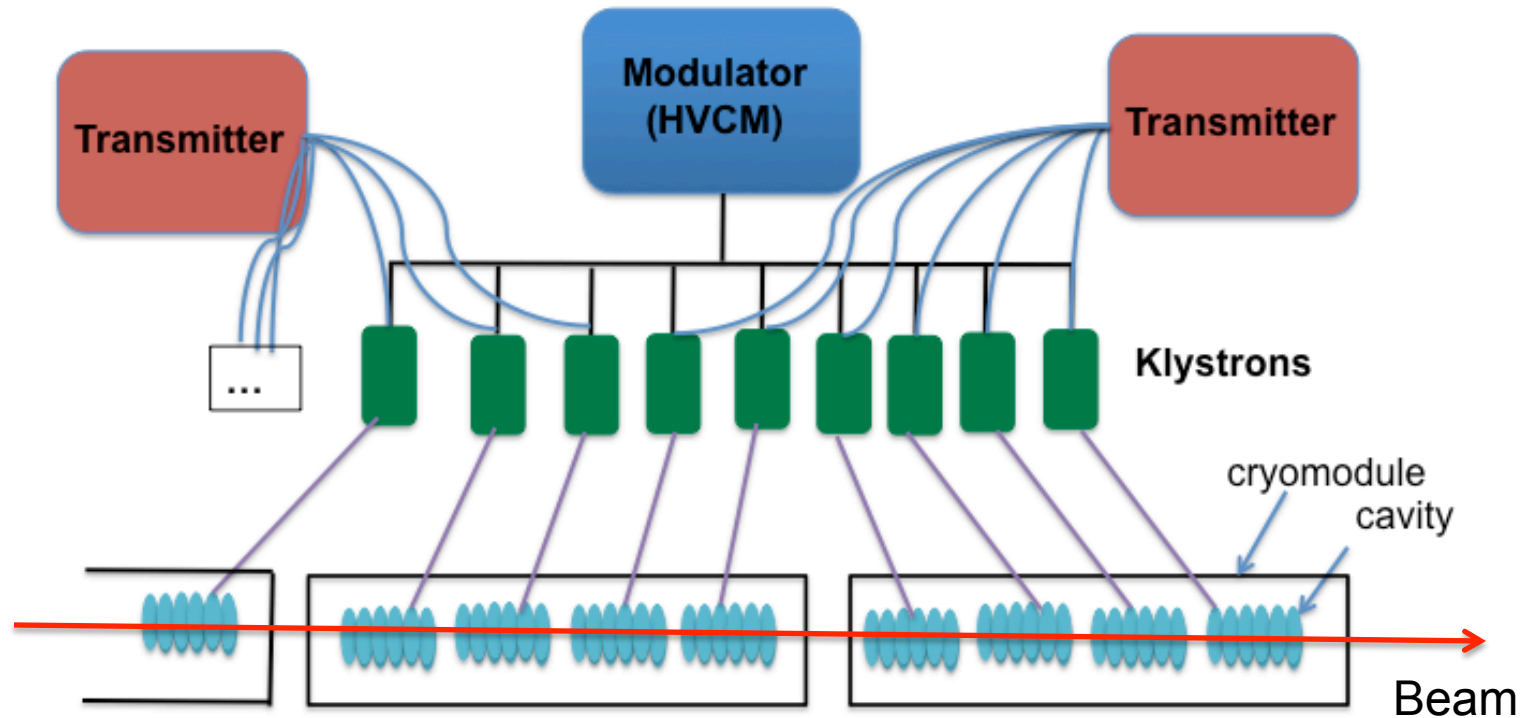 Modulator
(HVCM)
Transmitter
Transmitter
...
Klystrons
cryomodule
cavity
Beam